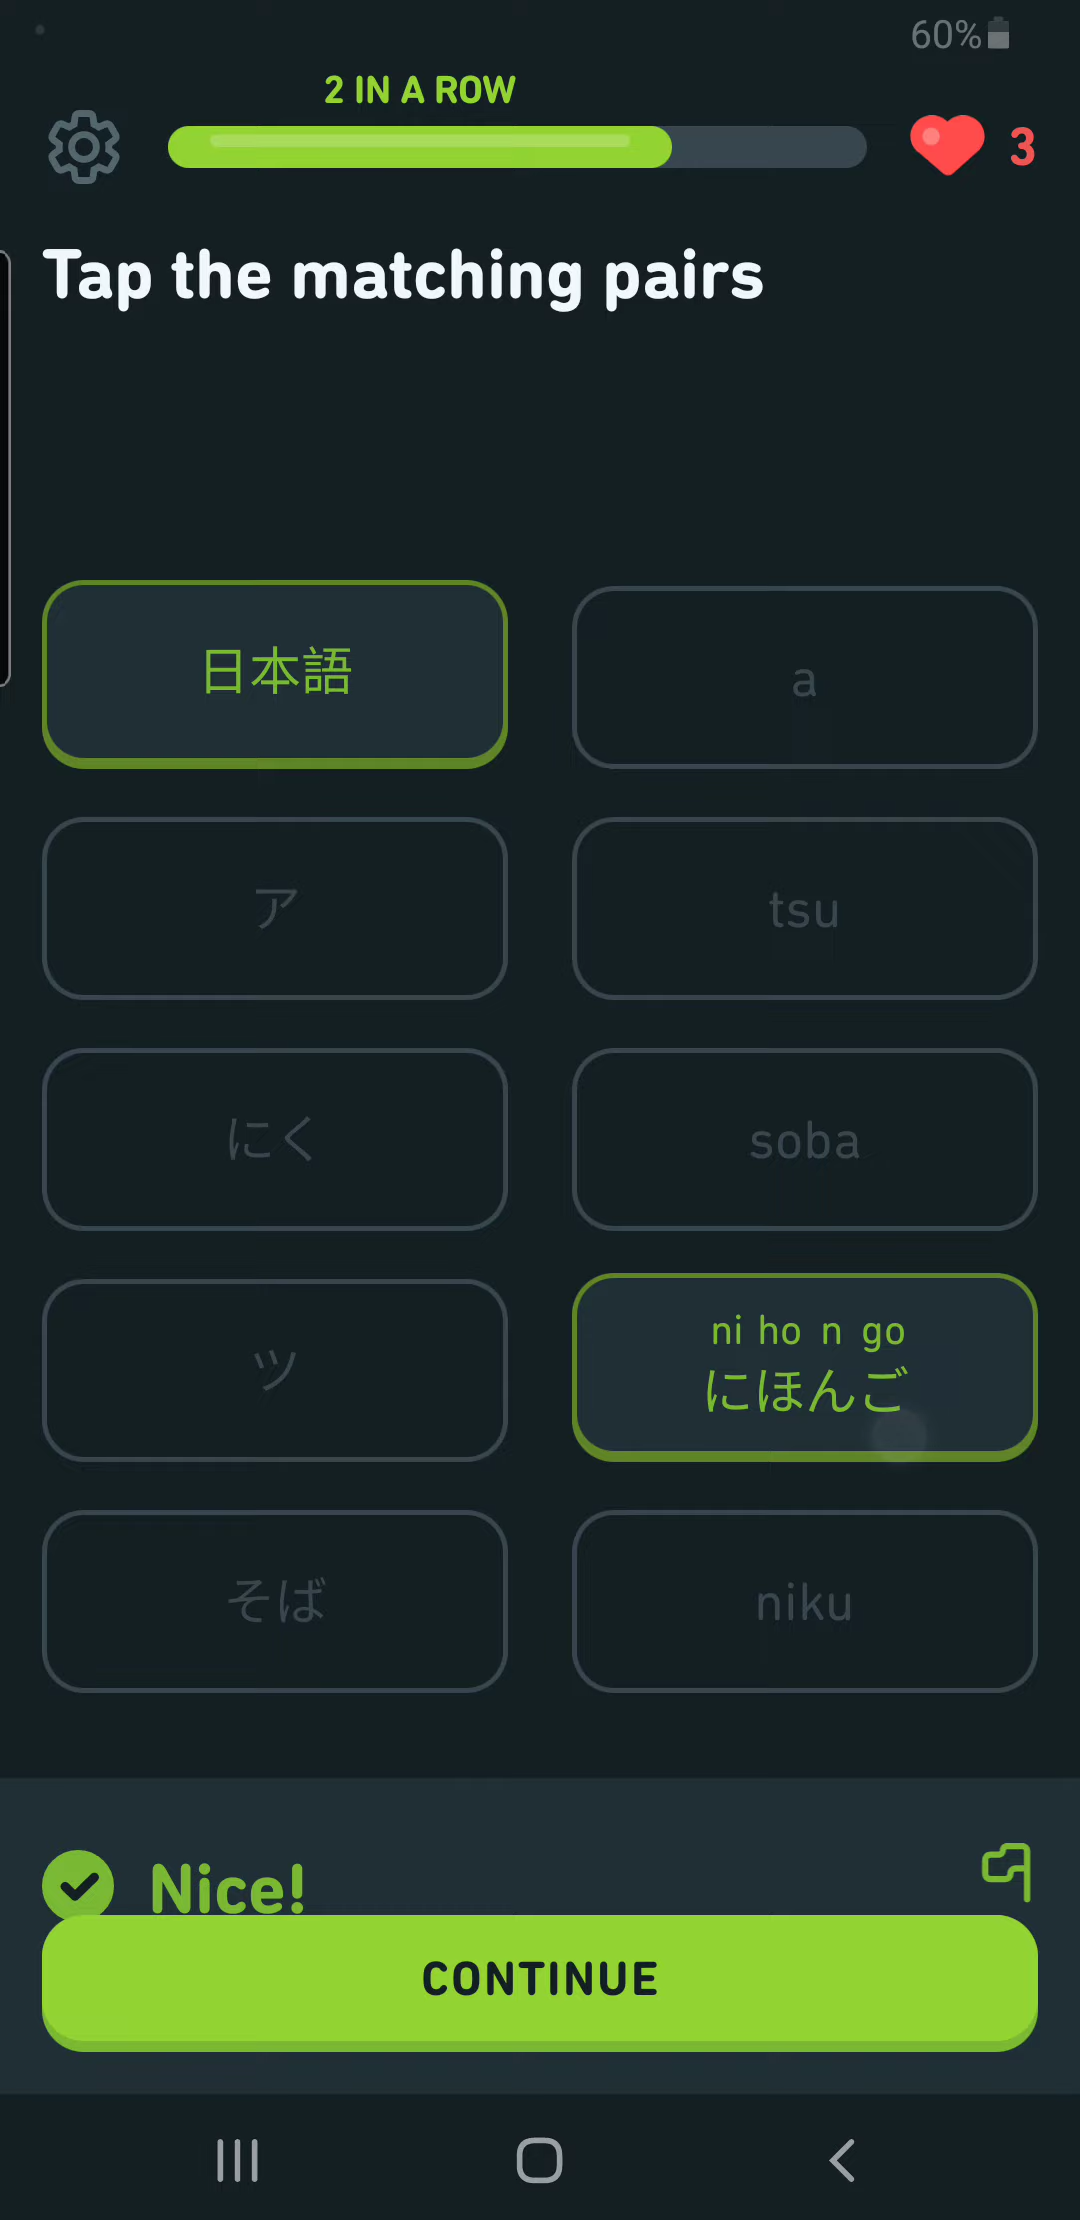 60%
2 IN A ROW
3
Tap the matching pairs
日本語
a
ア
tsu
にく
soba
ツ
ni ho n go
にほんご
そば
niku
Nice!
CONTINUE